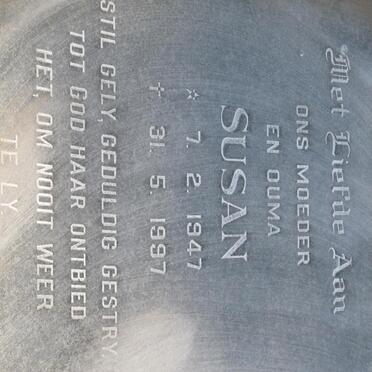 Met Liefde Aan
ONS MOEDER
EN OUMA
SUSAN
☆ 7. 2. 1947
† 31. 5. 1997
STIL GELY, GEDULDIG GESTRY,
TOT GOD HAAR ONTBIED
HET, OM NOOIT WEER
TE LY.